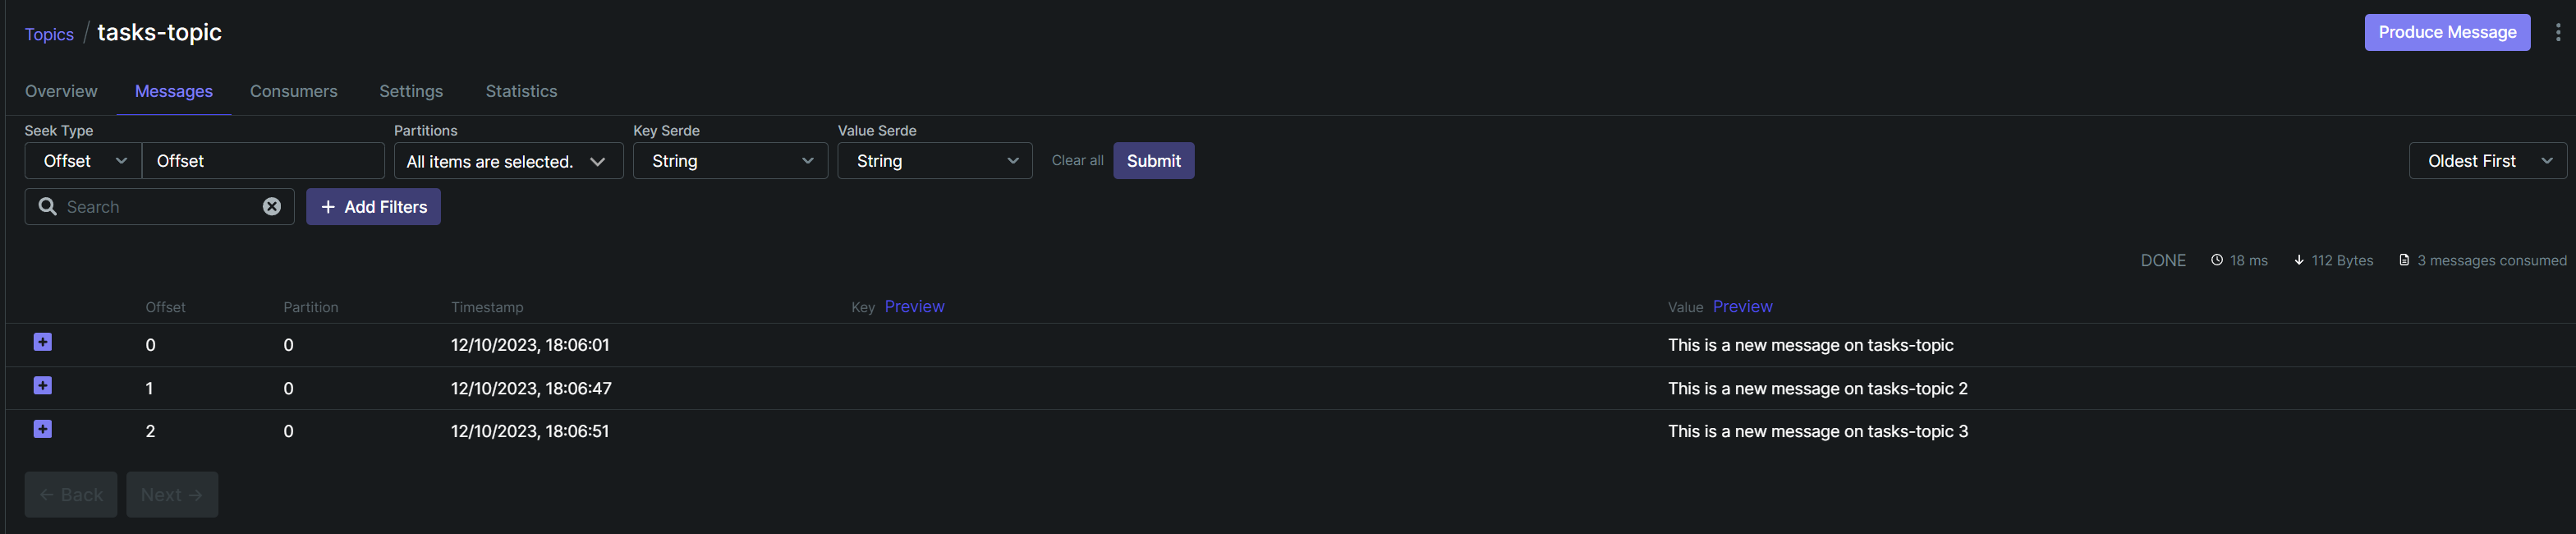 Topics / tasks-topic
Produce Message
Overview Messages Consumers Settings Statistics
Seek Type Partitions Key Serde Value Serde
Offset Offset All items are selected. String String Clear all Submit Oldest First
Search + Add Filters
DONE 18 ms 112 Bytes 3 messages consumed
Offset Partition Timestamp Key Preview Value Preview
0 0 12/10/2023, 18:06:01 This is a new message on tasks-topic
1 0 12/10/2023, 18:06:47 This is a new message on tasks-topic 2
2 0 12/10/2023, 18:06:51 This is a new message on tasks-topic 3
← Back Next →